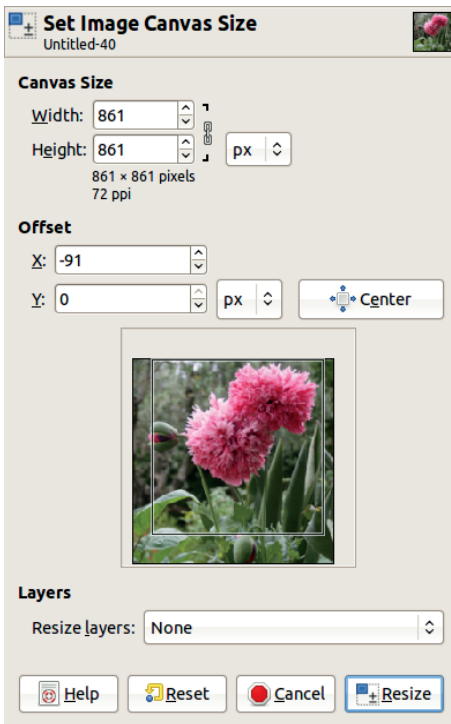 Set Image Canvas Size
Untitled-40
Canvas Size
Width: 861
Height: 861 px
861 × 861 pixels
72 ppi
Offset
X: -91
Y: 0 px Center
Layers
Resize layers: None
Help Reset Cancel Resize